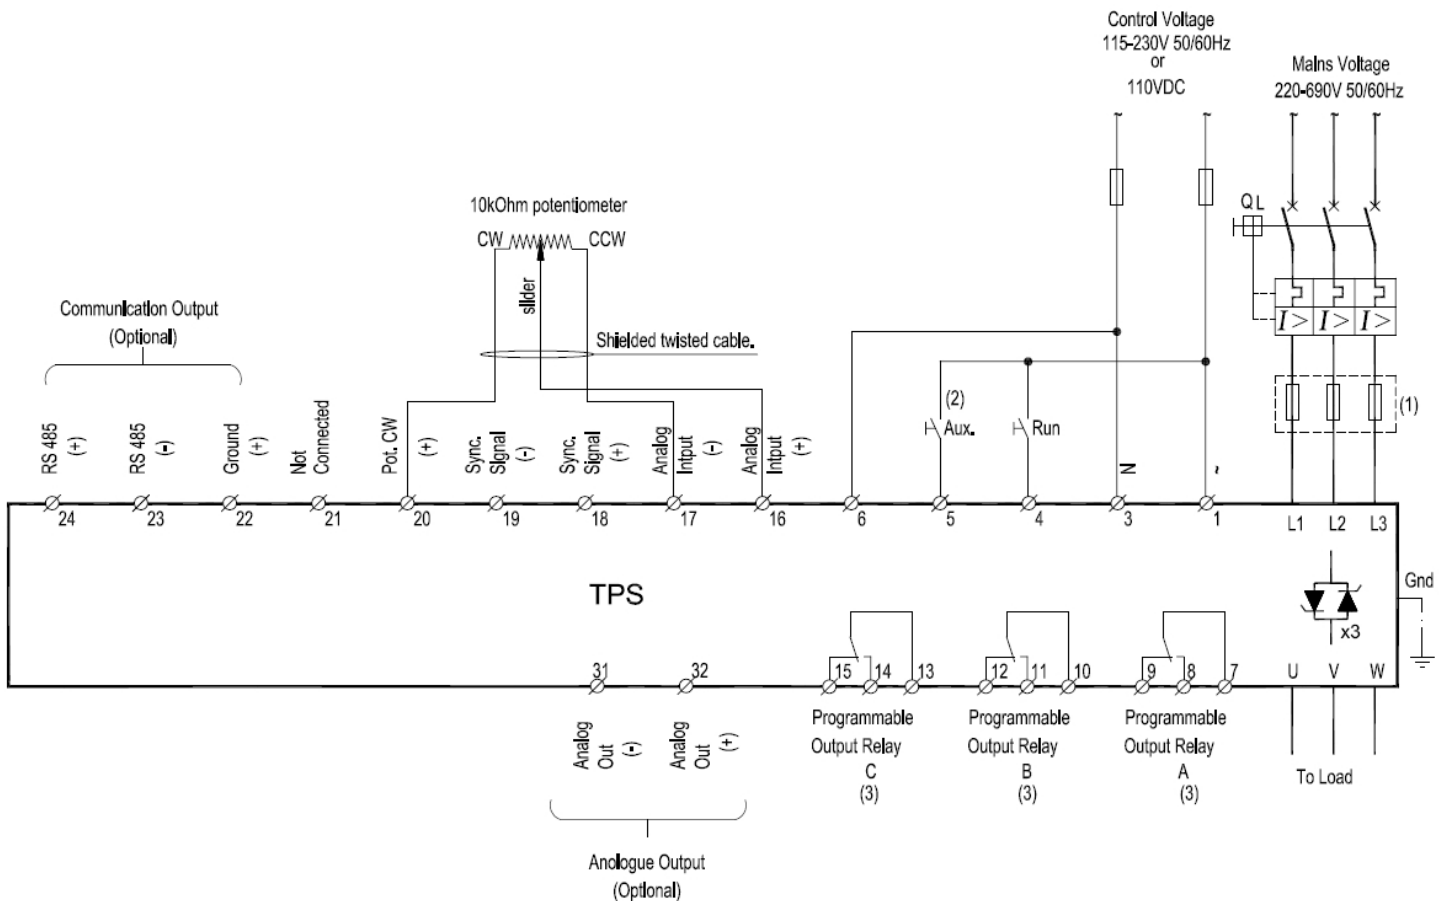 Control Voltage
115-230V 50/60Hz
or
110VDC
Mains Voltage
220-690V 50/60Hz
~
~
~
~
~
10kOhm potentiometer
CW
CCW
slider
Shielded twisted cable.
QL
I>
I>
I>
(1)
Communication Output
(Optional)
(2)
Aux.
Run
RS 485
(+)
RS 485
(-)
Ground
(+)
Not
Connected
Pot. CW
(+)
Sync.
Signal
(-)
Sync.
Signal
(+)
Analog
Intput
(-)
Analog
Intput
(+)
N
~
24
23
22
21
20
19
18
17
16
6
5
4
3
1
L1
L2
L3
TPS
Gnd
x3
31
32
15
14
13
12
11
10
9
8
7
U
V
W
Analog
Out
(-)
Analog
Out
(+)
Programmable
Output Relay
C
(3)
Programmable
Output Relay
B
(3)
Programmable
Output Relay
A
(3)
To Load
Anologue Output
(Optional)